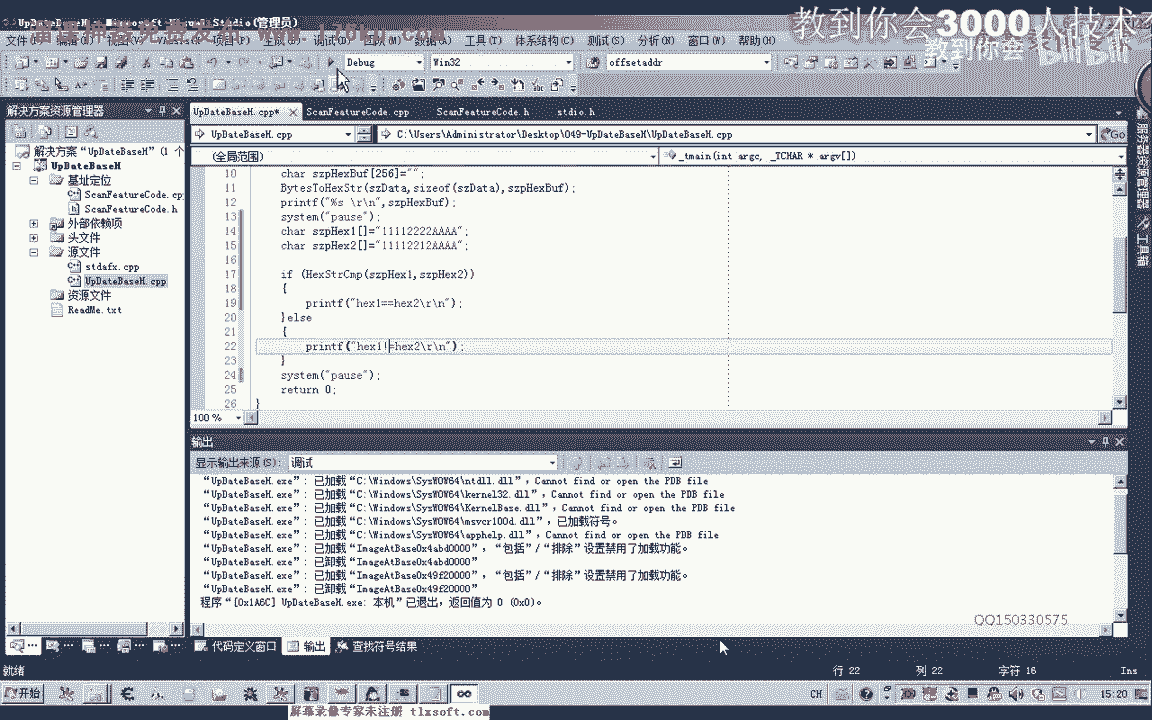 UpDateBaseH - Microsoft Visual Studio(管理员)
教到你会3000人技术
教到你会
工具(T) 体系结构(C) 测试(S) 分析(N) 窗口(W) 帮助(H)
Debug Win32 offsetaddr
解决方案资源管理器
UpDateBaseH.cpp* ScanFeatureCode.cpp ScanFeatureCode.h stdio.h
UpDateBaseH.cpp C:\Users\Administrator\Desktop\049-UpDateBaseH\UpDateBaseH.cpp Go
(全局范围) _tmain(int argc, _TCHAR * argv[])
解决方案"UpDateBaseH"(1 个
UpDateBaseH
基址定位
ScanFeatureCode.cp
ScanFeatureCode.h
外部依赖项
头文件
源文件
stdafx.cpp
UpDateBaseH.cpp
资源文件
ReadMe.txt
10 char szpHexBuf[256]="";
11 BytesToHexStr(szData,sizeof(szData),szpHexBuf);
12 printf("%s \r\n",szpHexBuf);
13 system("pause");
14 char szpHex1[]="11112222AAAA";
15 char szpHex2[]="11112212AAAA";
16
17 if (HexStrCmp(szpHex1,szpHex2))
18 {
19 printf("hex1==hex2\r\n");
20 }else
21 {
22 printf("hex1!=hex2\r\n");
23 }
24 system("pause");
25 return 0;
26 }
100 %
服务器资源管理器
工具箱
输出
显示输出来源(S): 调试
"UpDateBaseH.exe": 已加载"C:\Windows\SysWOW64\ntdll.dll", Cannot find or open the PDB file
"UpDateBaseH.exe": 已加载"C:\Windows\SysWOW64\kernel32.dll", Cannot find or open the PDB file
"UpDateBaseH.exe": 已加载"C:\Windows\SysWOW64\KernelBase.dll", Cannot find or open the PDB file
"UpDateBaseH.exe": 已加载"C:\Windows\SysWOW64\msvcr100d.dll", 已加载符号。
"UpDateBaseH.exe": 已加载"C:\Windows\SysWOW64\apphelp.dll", Cannot find or open the PDB file
"UpDateBaseH.exe": 已加载"ImageAtBase0x4abd0000", "包括"/"排除"设置禁用了加载功能。
"UpDateBaseH.exe": 已卸载"ImageAtBase0x4abd0000"
"UpDateBaseH.exe": 已加载"ImageAtBase0x49f20000", "包括"/"排除"设置禁用了加载功能。
"UpDateBaseH.exe": 已卸载"ImageAtBase0x49f20000"
程序"[0x1A6C] UpDateBaseH.exe: 本机"已退出,返回值为 0 (0x0)。
QQ150330575
代码定义窗口 输出 查找符号结果
就绪 行 22 列 22 字符 16 Ins
开始 CH 15:20
屏幕录像专家未注册 tlxsoft.com